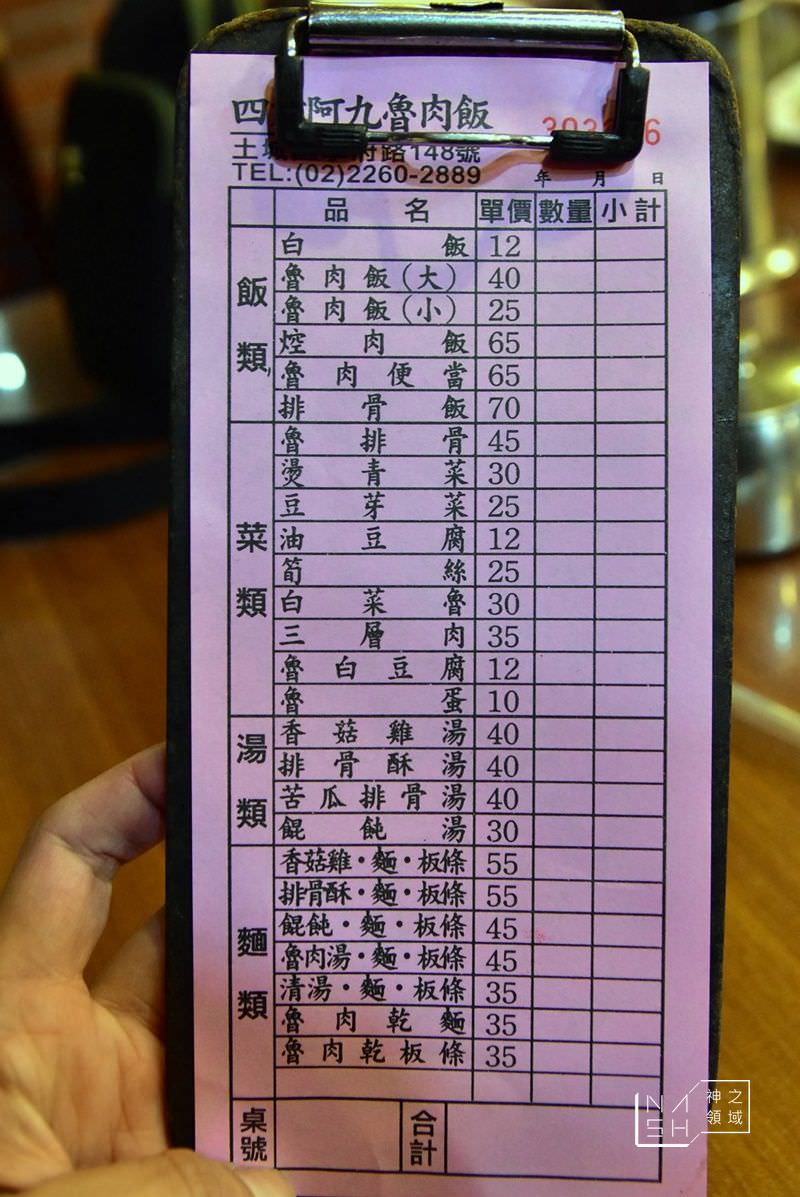 四 阿九魯肉飯
303 6
土城 府路148號
TEL:(02)2260-2889 年 月 日
品名 單價 數量 小計
飯類
白飯 12
魯肉飯(大) 40
魯肉飯(小) 25
焢肉飯 65
魯肉便當 65
排骨飯 70
菜類
魯排骨 45
燙青菜 30
豆芽菜 25
油豆腐 12
筍絲 25
白菜魯 30
三層肉 35
魯白豆腐 12
魯蛋 10
湯類
香菇雞湯 40
排骨酥湯 40
苦瓜排骨湯 40
餛飩湯 30
麵類
香菇雞·麵·板條 55
排骨酥·麵·板條 55
餛飩·麵·板條 45
魯肉湯·麵·板條 45
清湯·麵·板條 35
魯肉乾麵 35
魯肉乾板條 35
桌號 合計
NASH 神之領域